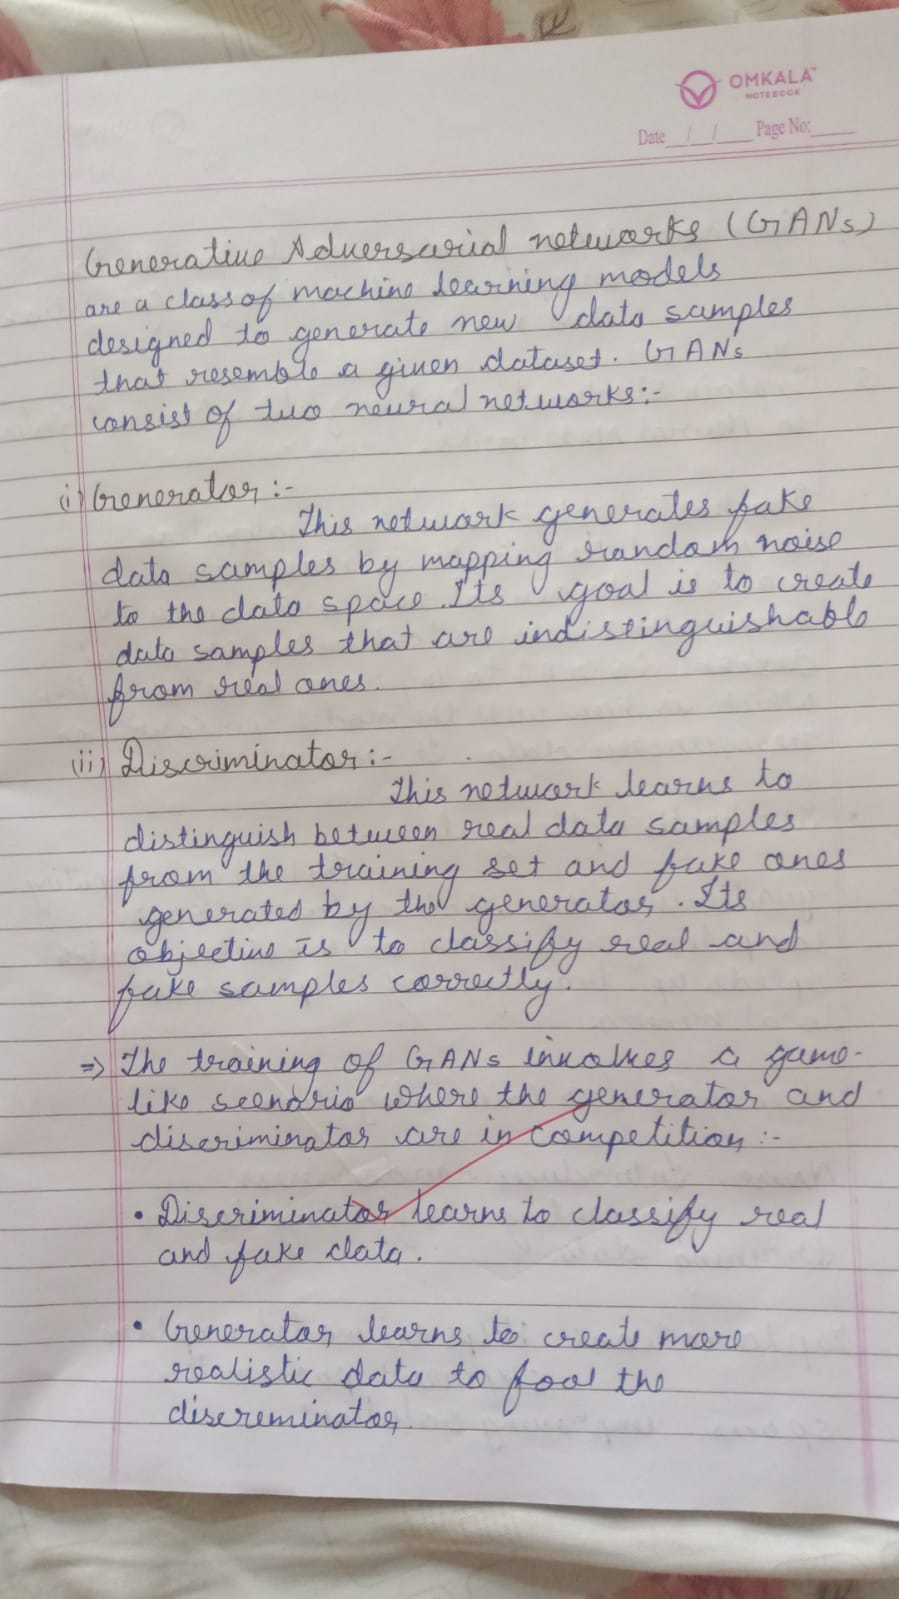 OMKALA™
NOTEBOOK
Date __/__/____ Page No:_____
Generative Adversarial networks (GANs)
are a class of machine learning models
designed to generate new data samples
that resemble a given dataset. GANs
consist of two neural networks:-
(i) Generator:-
This network generates fake
data samples by mapping random noise
to the data space. Its goal is to create
data samples that are indistinguishable
from real ones.
(ii) Discriminator:-
This network learns to
distinguish between real data samples
from the training set and fake ones
generated by the generator. Its
objective is to classify real and
fake samples correctly.
⇒ The training of GANs involves a game-
like scenario where the generator and
discriminator are in competition:-
• Discriminator learns to classify real
and fake data.
• Generator learns to create more
realistic data to fool the
discreminator.